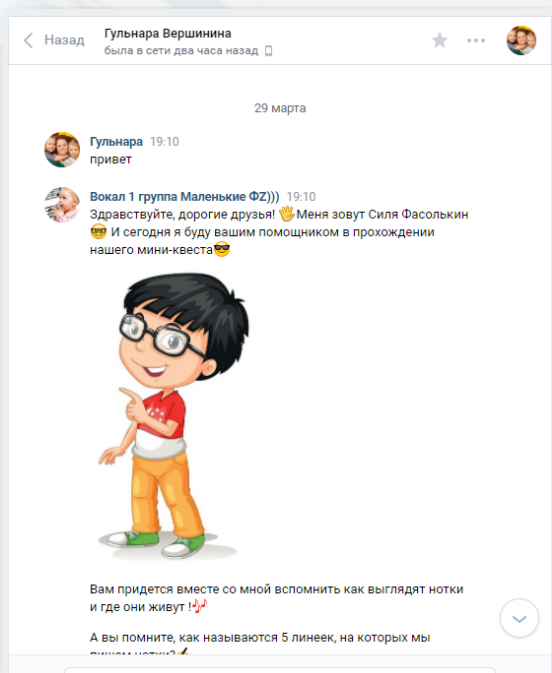 Назад
Гульнара Вершинина
была в сети два часа назад
29 марта
Гульнара 19:10
привет
Вокал 1 группа Маленькие ФZ))) 19:10
Здравствуйте, дорогие друзья! 👋Меня зовут Силя Фасолькин
🤓 И сегодня я буду вашим помощником в прохождении
нашего мини-квеста😎
Вам придется вместе со мной вспомнить как выглядят нотки
и где они живут !🎶
А вы помните, как называются 5 линеек, на которых мы
пишем нотки?✍